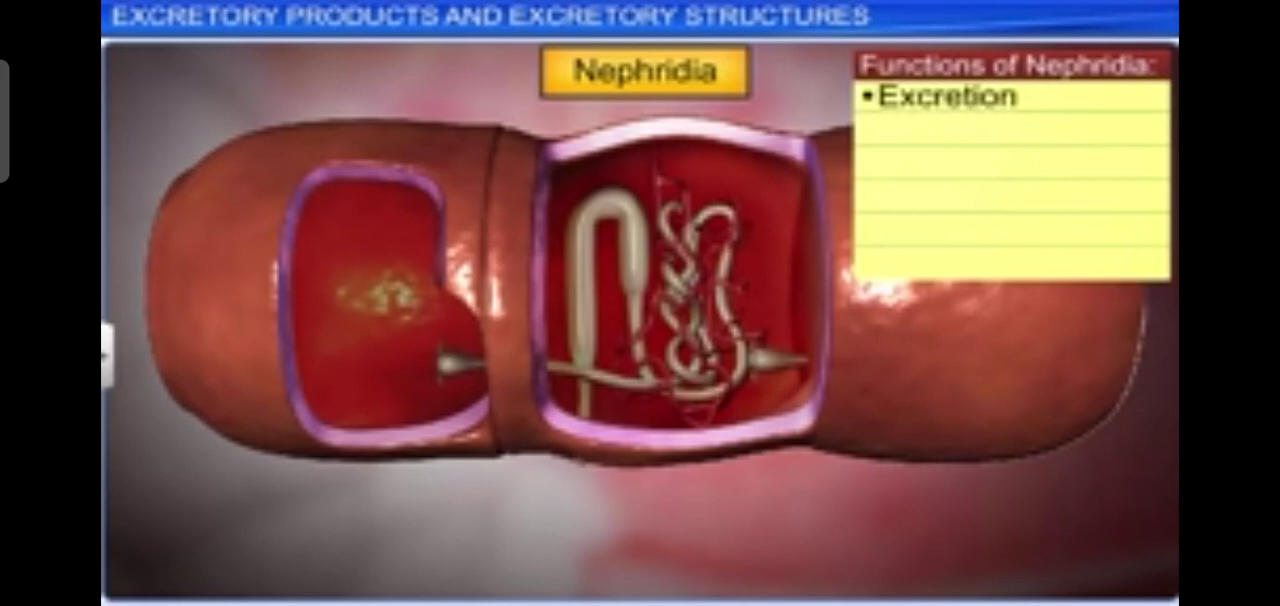 EXCRETORY PRODUCTS AND EXCRETORY STRUCTURES
Nephridia
Functions of Nephridia:
•Excretion